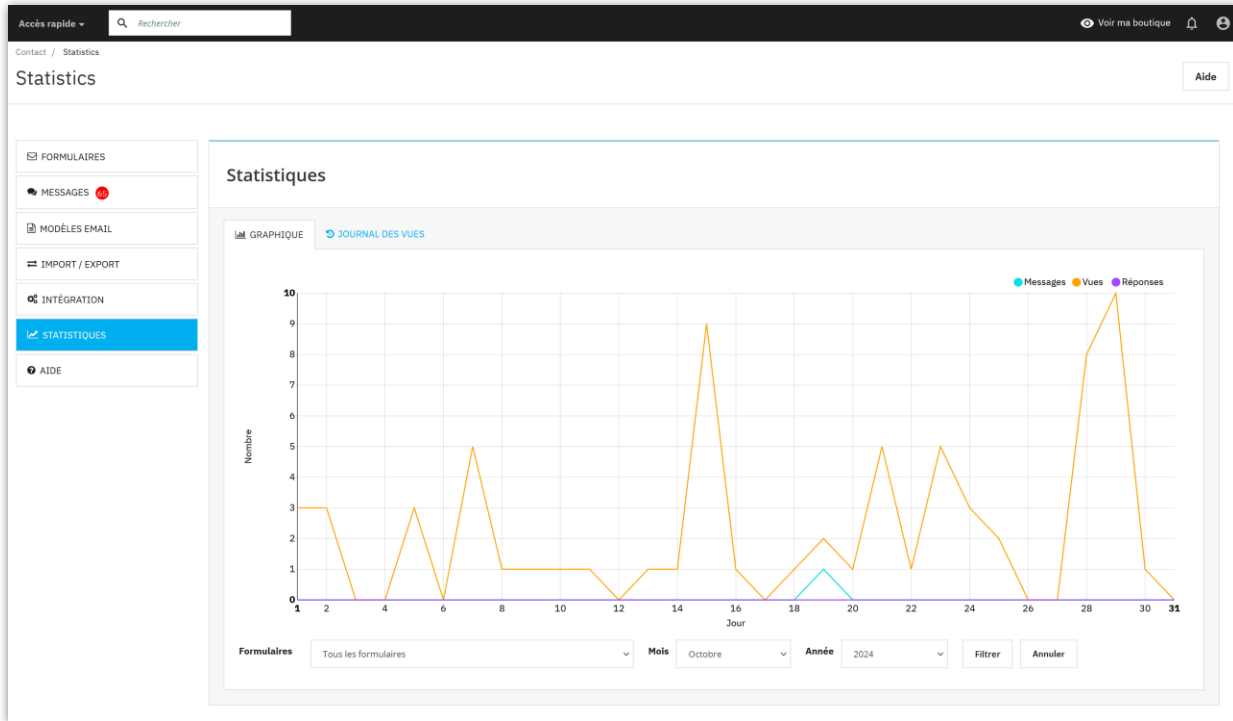 Accès rapide Rechercher Voir ma boutique
Contact / Statistics
Statistics
Aide
FORMULAIRES
MESSAGES 65
MODÈLES EMAIL
IMPORT / EXPORT
INTÉGRATION
STATISTIQUES
AIDE
Statistiques
GRAPHIQUE JOURNAL DES VUES
Messages Vues Réponses
10
9
8
7
6
5
4
3
2
1
0
Nombre
1 2 4 6 8 10 12 14 16 18 20 22 24 26 28 30 31
Jour
Formulaires Tous les formulaires Mois Octobre Année 2024 Filtrer Annuler